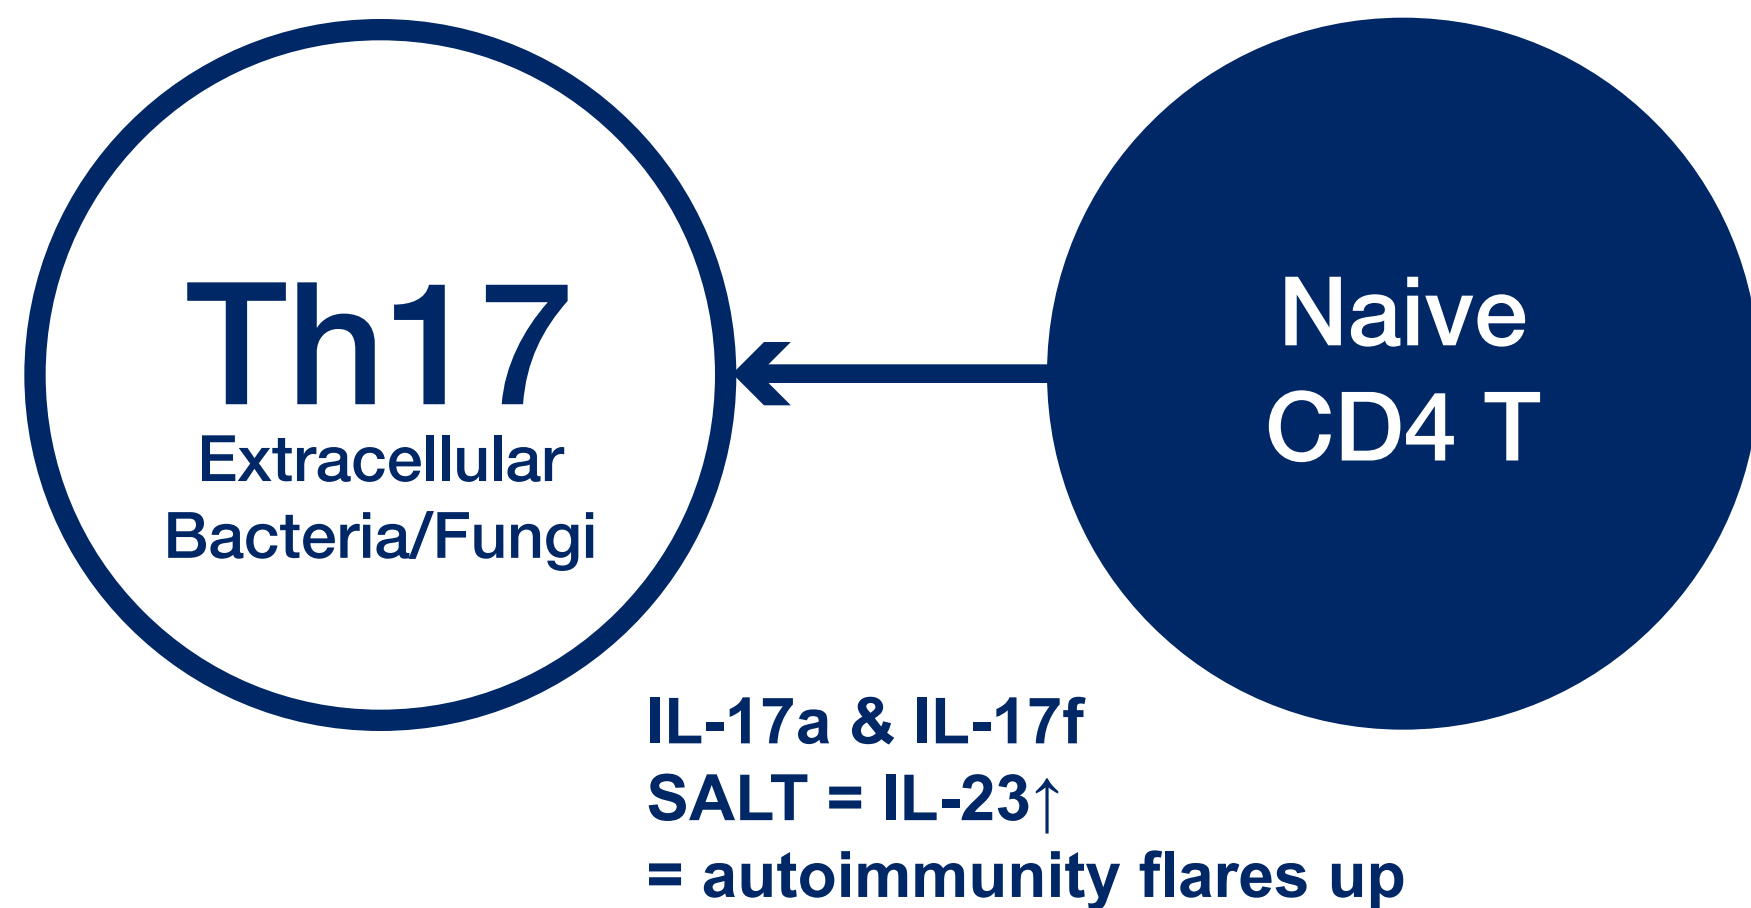 Th17
Extracellular
Bacteria/Fungi
Naive
CD4 T
IL-17a & IL-17f
SALT = IL-23↑
= autoimmunity flares up